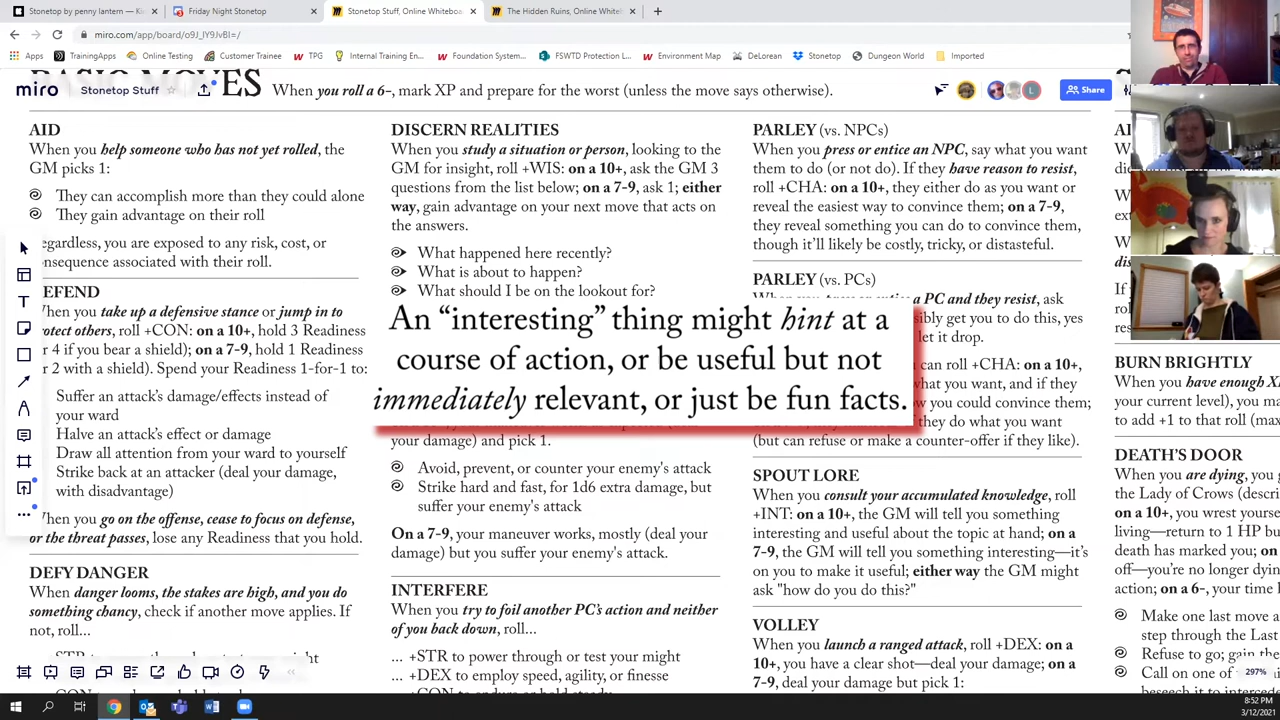 Stonetop by penny lantern — Kic
Friday Night Stonetop
Stonetop Stuff, Online Whiteboa
The Hidden Ruins, Online Whiteb
miro.com/app/board/o9J_lY9JvBI=/
Apps
TrainingApps
Online Testing
Customer Trainee
TPG
Internal Training En...
Foundation System...
FSWTD Protection L...
Environment Map
DeLorean
Stonetop
Dungeon World
Imported
BASIC MOVES
When you roll a 6-, mark XP and prepare for the worst (unless the move says otherwise).
miro
Stonetop Stuff
Share
AID
When you help someone who has not yet rolled, the
GM picks 1:
They can accomplish more than they could alone
They gain advantage on their roll
egardless, you are exposed to any risk, cost, or
nsequence associated with their roll.
EFEND
hen you take up a defensive stance or jump in to
otect others, roll +CON: on a 10+, hold 3 Readiness
r 4 if you bear a shield); on a 7-9, hold 1 Readiness
r 2 with a shield). Spend your Readiness 1-for-1 to:
Suffer an attack's damage/effects instead of
your ward
Halve an attack's effect or damage
Draw all attention from your ward to yourself
Strike back at an attacker (deal your damage,
with disadvantage)
hen you go on the offense, cease to focus on defense,
or the threat passes, lose any Readiness that you hold.
DEFY DANGER
When danger looms, the stakes are high, and you do
something chancy, check if another move applies. If
not, roll...
DISCERN REALITIES
When you study a situation or person, looking to the
GM for insight, roll +WIS: on a 10+, ask the GM 3
questions from the list below; on a 7-9, ask 1; either
way, gain advantage on your next move that acts on
the answers.
What happened here recently?
What is about to happen?
What should I be on the lookout for?
An “interesting” thing might hint at a
course of action, or be useful but not
immediately relevant, or just be fun facts.
your damage) and pick 1.
Avoid, prevent, or counter your enemy's attack
Strike hard and fast, for 1d6 extra damage, but
suffer your enemy's attack
On a 7-9, your maneuver works, mostly (deal your
damage) but you suffer your enemy's attack.
INTERFERE
When you try to foil another PC's action and neither
of you back down, roll...
... +STR to power through or test your might
... +DEX to employ speed, agility, or finesse
... +CON to endure or hold steady
PARLEY (vs. NPCs)
When you press or entice an NPC, say what you want
them to do (or not do). If they have reason to resist,
roll +CHA: on a 10+, they either do as you want or
reveal the easiest way to convince them; on a 7-9,
they reveal something you can do to convince them,
though it'll likely be costly, tricky, or distasteful.
PARLEY (vs. PCs)
When you press or entice a PC and they resist, ask
sibly get you to do this, yes
let it drop.
can roll +CHA: on a 10+,
what you want, and if they
how you could convince them;
do what you want
(but can refuse or make a counter-offer if they like).
SPOUT LORE
When you consult your accumulated knowledge, roll
+INT: on a 10+, the GM will tell you something
interesting and useful about the topic at hand; on a
7-9, the GM will tell you something interesting—it's
on you to make it useful; either way the GM might
ask "how do you do this?"
VOLLEY
When you launch a ranged attack, roll +DEX: on a
10+, you have a clear shot—deal your damage; on a
7-9, deal your damage but pick 1:
BURN BRIGHTLY
When you have enough X
your current level), you ma
to add +1 to that roll (max
DEATH'S DOOR
When you are dying, you g
the Lady of Crows (descri
on a 10+, you wrest yourse
living—return to 1 HP bu
death has marked you; on
off—you're no longer dyin
action; on a 6-, your time
Make one last move a
step through the Last
Refuse to go; gain the
Call on one of
beseech it to interced
297%
8:52 PM
3/12/2021